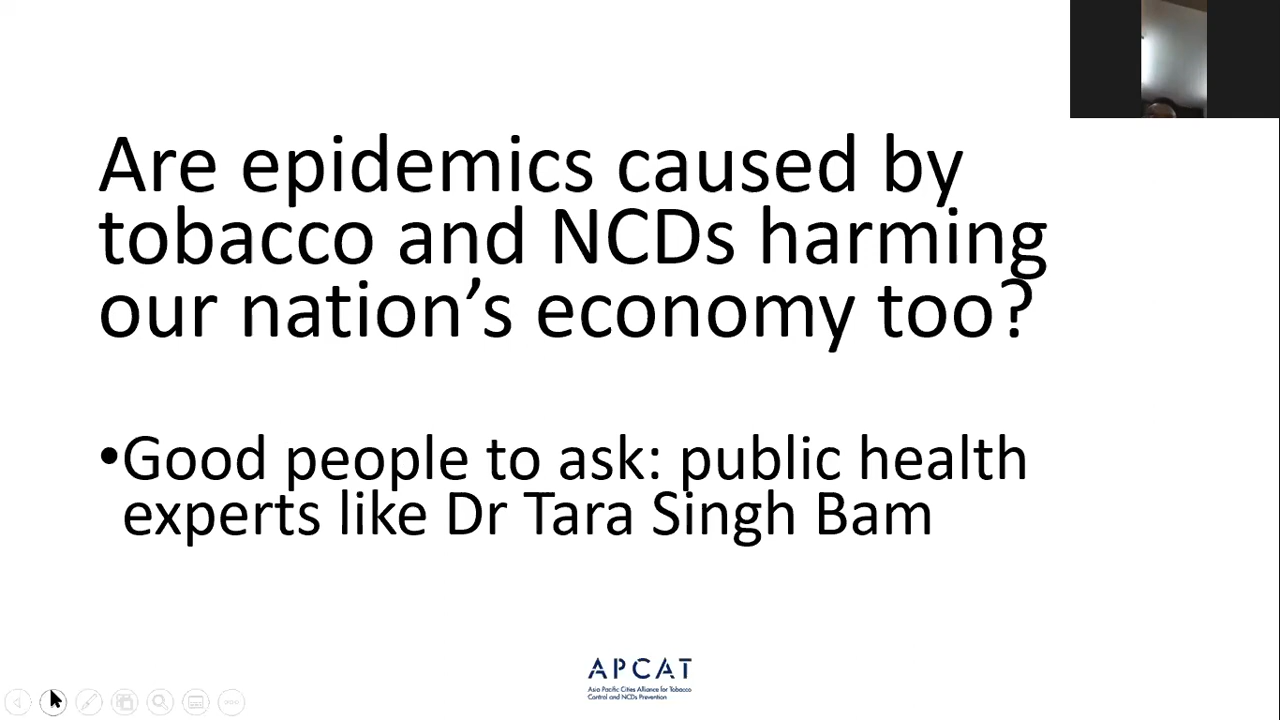 Are epidemics caused by
tobacco and NCDs harming
our nation’s economy too?
•Good people to ask: public health
experts like Dr Tara Singh Bam
APCAT
Asia Pacific Cities Alliance for Tobacco
Control and NCDs Prevention